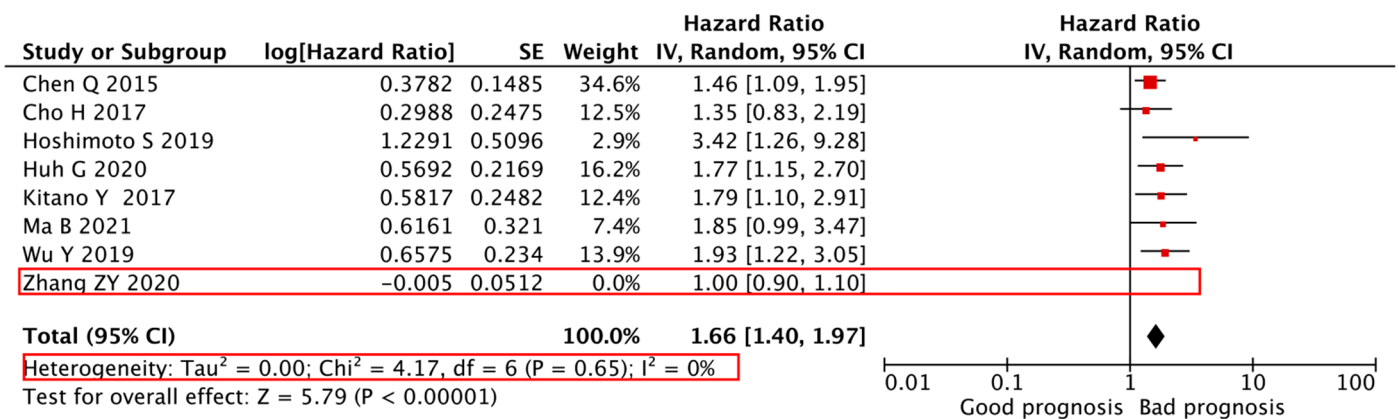 Hazard Ratio Hazard Ratio
Study or Subgroup log[Hazard Ratio] SE Weight IV, Random, 95% CI IV, Random, 95% CI
Chen Q 2015 0.3782 0.1485 34.6% 1.46 [1.09, 1.95]
Cho H 2017 0.2988 0.2475 12.5% 1.35 [0.83, 2.19]
Hoshimoto S 2019 1.2291 0.5096 2.9% 3.42 [1.26, 9.28]
Huh G 2020 0.5692 0.2169 16.2% 1.77 [1.15, 2.70]
Kitano Y 2017 0.5817 0.2482 12.4% 1.79 [1.10, 2.91]
Ma B 2021 0.6161 0.321 7.4% 1.85 [0.99, 3.47]
Wu Y 2019 0.6575 0.234 13.9% 1.93 [1.22, 3.05]
Zhang ZY 2020 −0.005 0.0512 0.0% 1.00 [0.90, 1.10]
Total (95% CI) 100.0% 1.66 [1.40, 1.97]
Heterogeneity: Tau² = 0.00; Chi² = 4.17, df = 6 (P = 0.65); I² = 0%
Test for overall effect: Z = 5.79 (P < 0.00001)
0.01 0.1 1 10 100
Good prognosis Bad prognosis